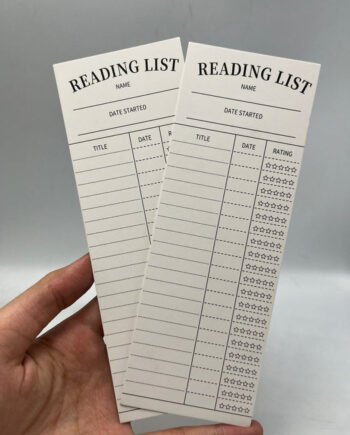 READING LIST
NAME
DATE STARTED
TITLE DATE R
READING LIST
NAME
DATE STARTED
TITLE DATE RATING